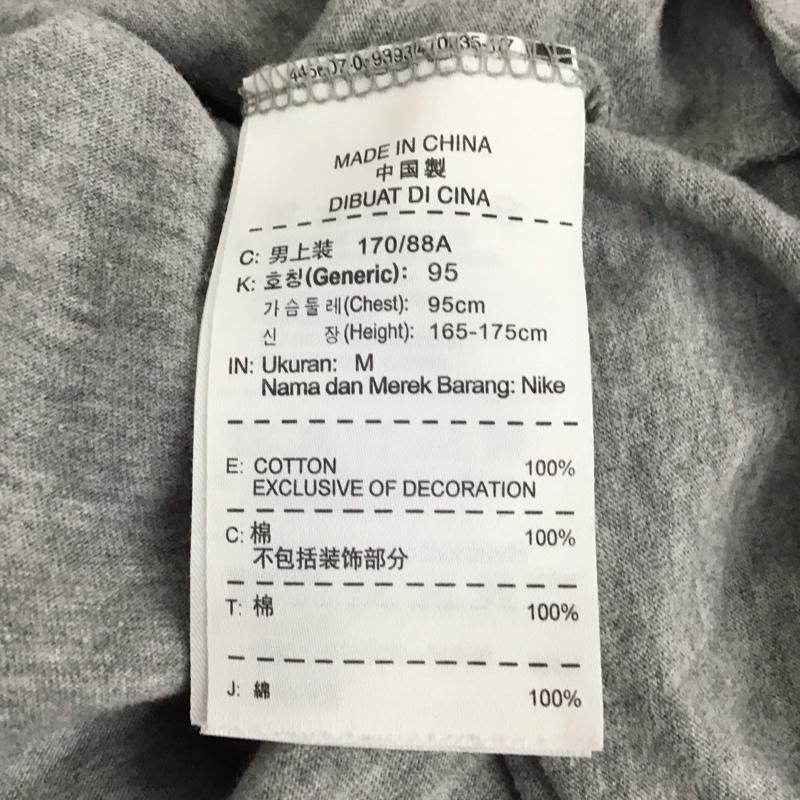 MADE IN CHINA
中国製
DIBUAT DI CINA
C: 男上装 170/88A
K: 호칭(Generic): 95
가슴둘레(Chest): 95cm
신 장(Height): 165-175cm
IN: Ukuran: M
Nama dan Merek Barang: Nike
E: COTTON 100%
EXCLUSIVE OF DECORATION
C: 棉 100%
不包括装饰部分
T: 棉 100%
J: 綿 100%